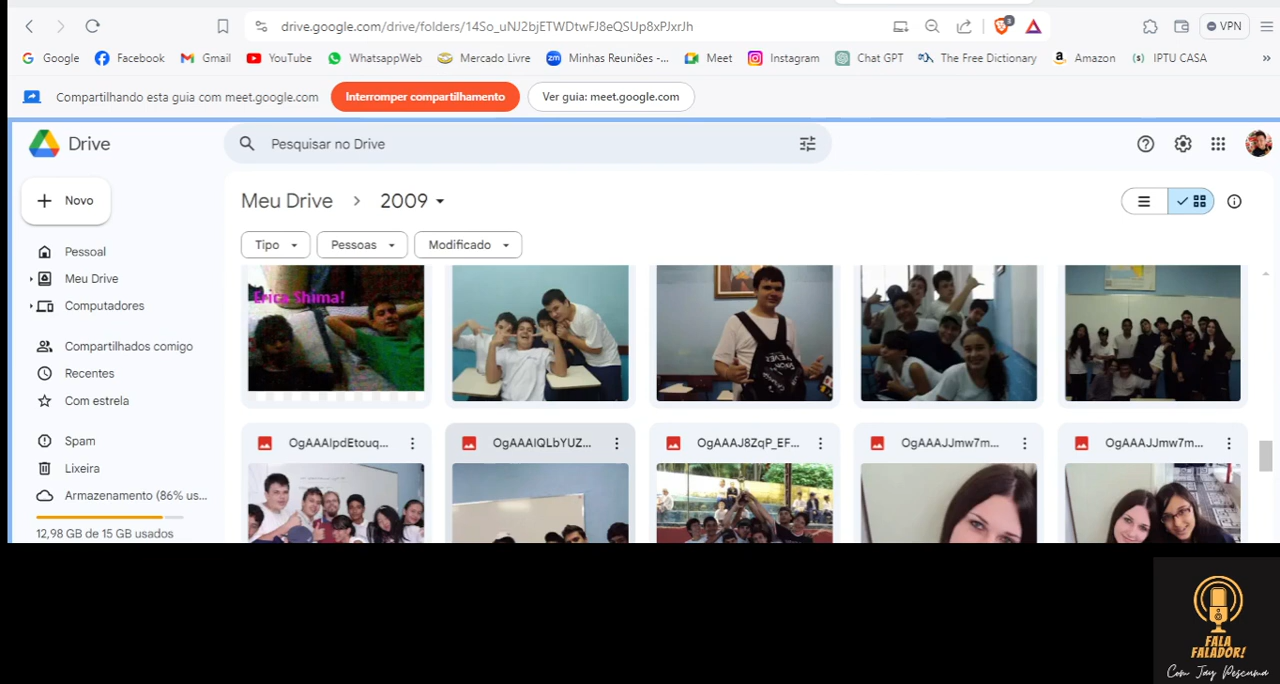 drive.google.com/drive/folders/14So_uNJ2bjETWDtwFJ8eQSUp8xPJxrJh
3
VPN
Google
Facebook
Gmail
YouTube
WhatsappWeb
Mercado Livre
zm
Minhas Reuniões -...
Meet
Instagram
Chat GPT
The Free Dictionary
Amazon
IPTU CASA
»
Compartilhando esta guia com meet.google.com
Interromper compartilhamento
Ver guia: meet.google.com
Drive
Pesquisar no Drive
Novo
Meu Drive > 2009
Tipo
Pessoas
Modificado
Pessoal
Meu Drive
Computadores
Compartilhados comigo
Recentes
Com estrela
Spam
Lixeira
Armazenamento (86% us...
12,98 GB de 15 GB usados
Erica Shima!
OgAAAIpdEtouq...
OgAAAIQLbYUZ...
OgAAAJ8ZqP_EF...
OgAAAJJmw7m...
OgAAAJJmw7m...
FALA
FALADOR!
Com Jay Pescuma